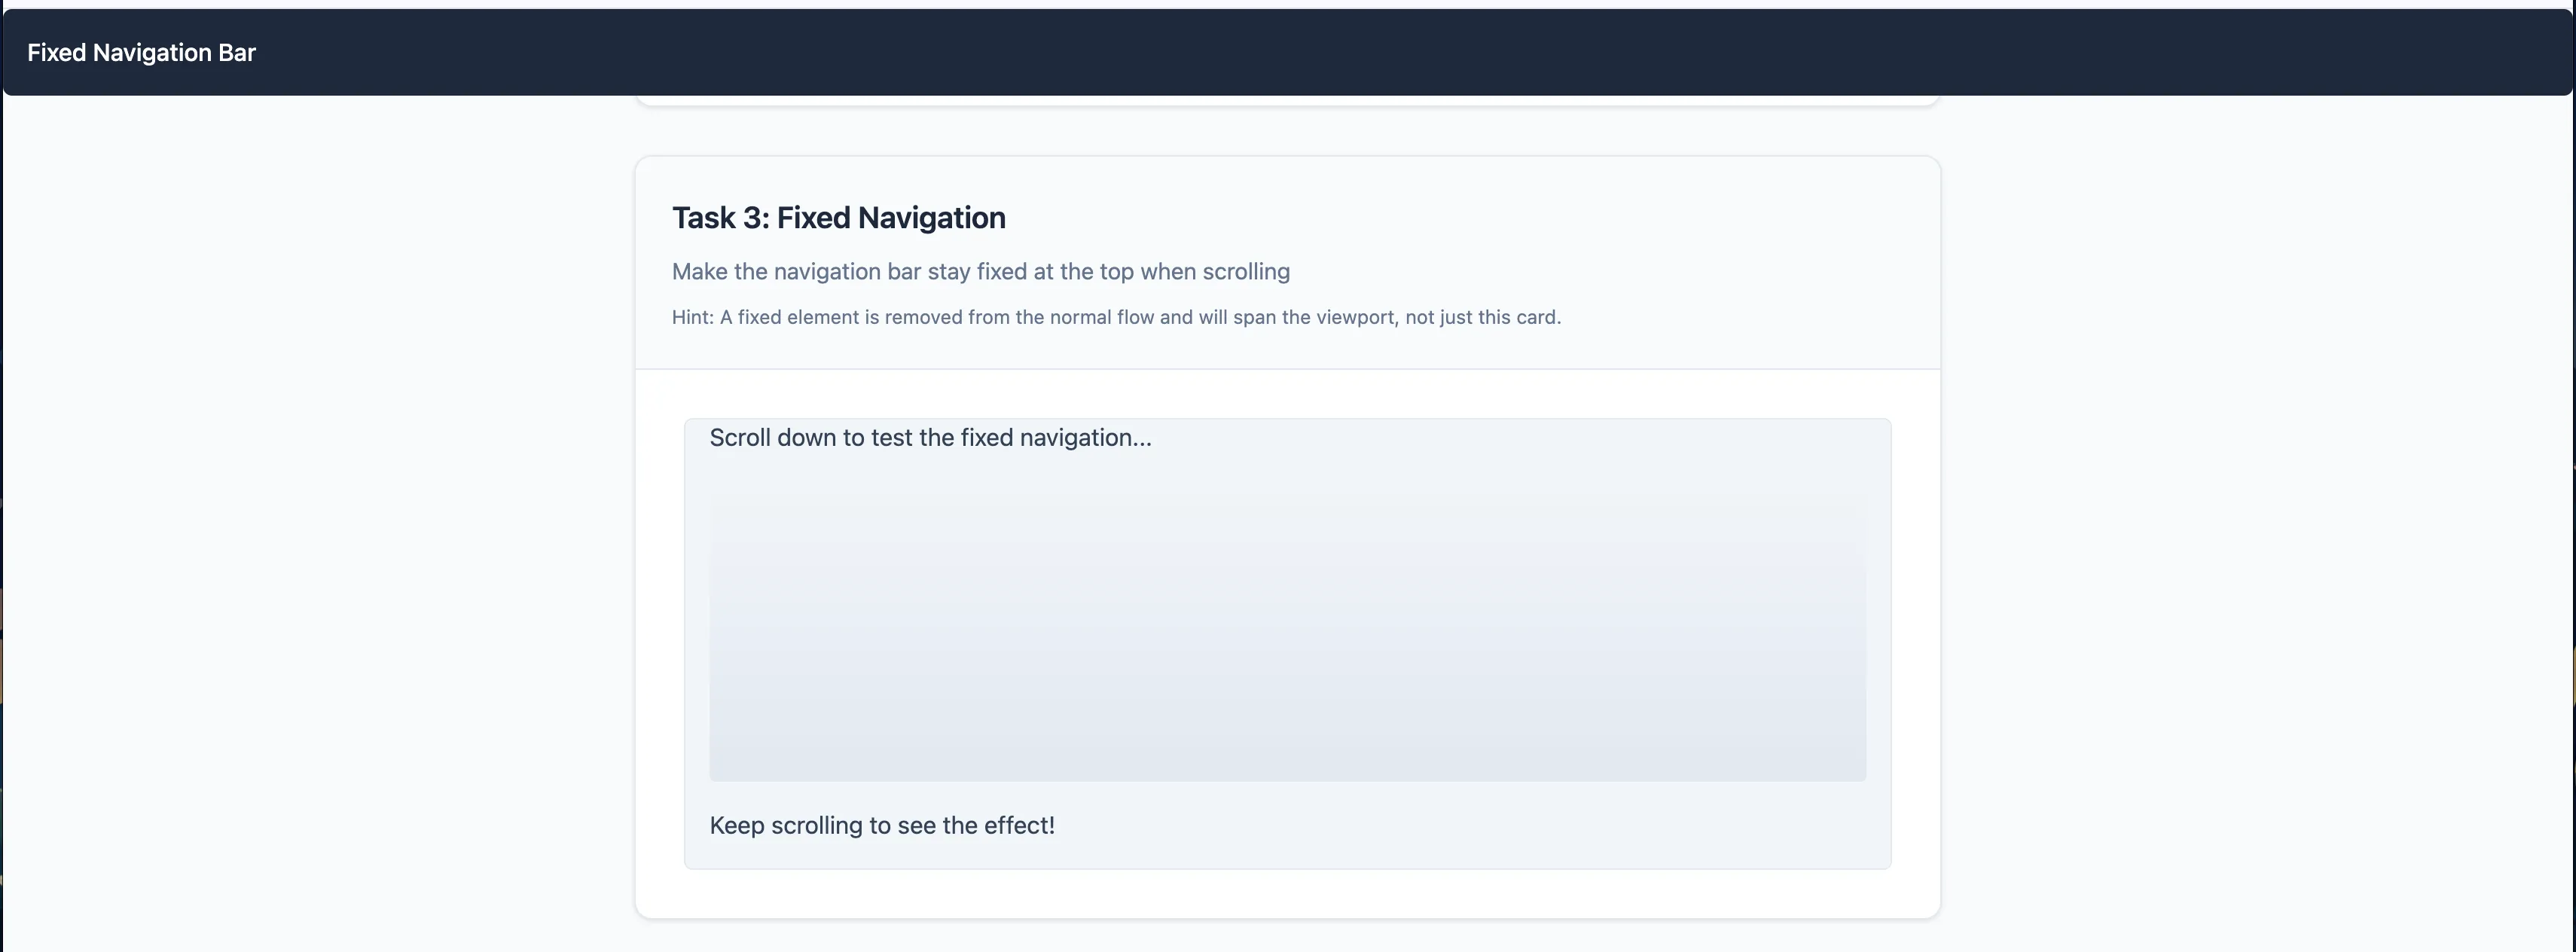 Fixed Navigation Bar
Task 3: Fixed Navigation
Make the navigation bar stay fixed at the top when scrolling
Hint: A fixed element is removed from the normal flow and will span the viewport, not just this card.
Scroll down to test the fixed navigation...
Keep scrolling to see the effect!